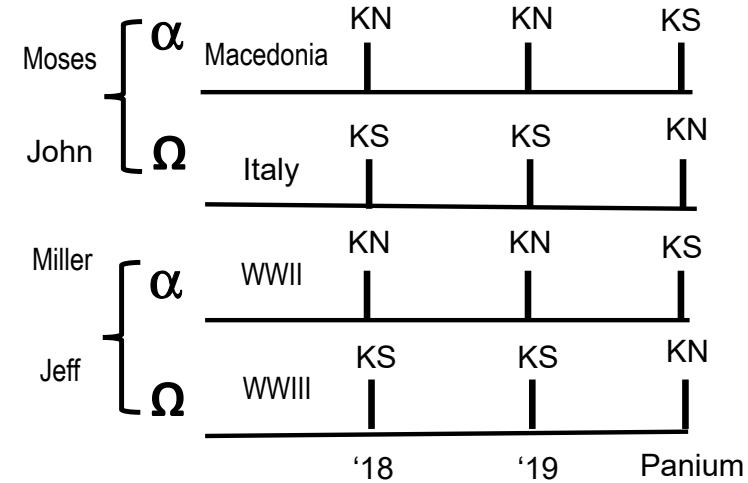 KN KN KS
Moses α Macedonia
KS KS KN
John Ω Italy
KN KN KS
Miller α WWII
KS KS KN
Jeff Ω WWIII
‘18 ‘19 Panium